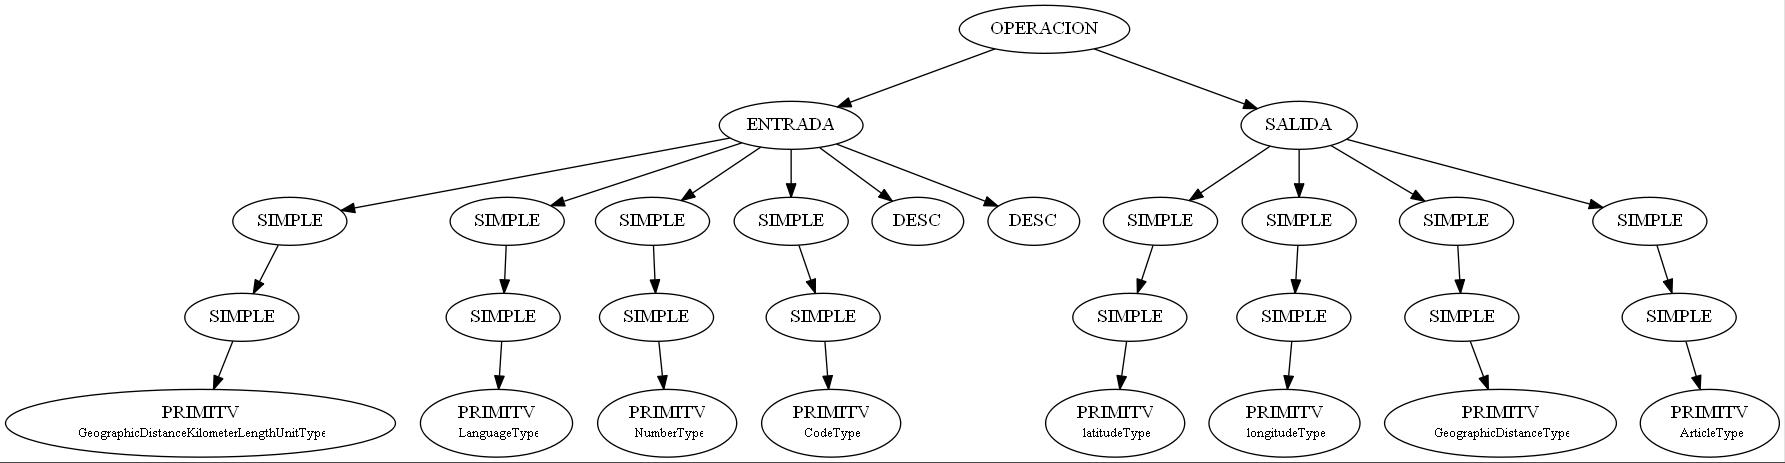 OPERACION
ENTRADA
SALIDA
SIMPLE
SIMPLE
SIMPLE
SIMPLE
DESC
DESC
SIMPLE
SIMPLE
SIMPLE
SIMPLE
SIMPLE
SIMPLE
SIMPLE
SIMPLE
SIMPLE
SIMPLE
SIMPLE
SIMPLE
PRIMITV
GeographicDistanceKilometerLengthUnitType
PRIMITV
LanguageType
PRIMITV
NumberType
PRIMITV
CodeType
PRIMITV
latitudeType
PRIMITV
longitudeType
PRIMITV
GeographicDistanceType
PRIMITV
ArticleType